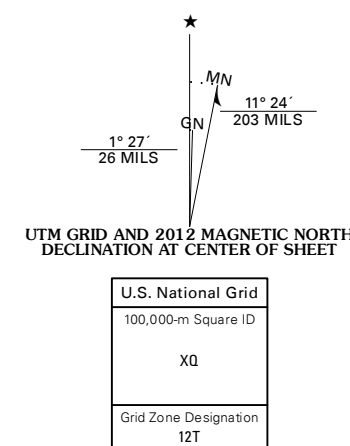 MN
GN
11° 24´
203 MILS
1° 27´
26 MILS
UTM GRID AND 2012 MAGNETIC NORTH
DECLINATION AT CENTER OF SHEET
U.S. National Grid
100,000-m Square ID
XQ
Grid Zone Designation
12T